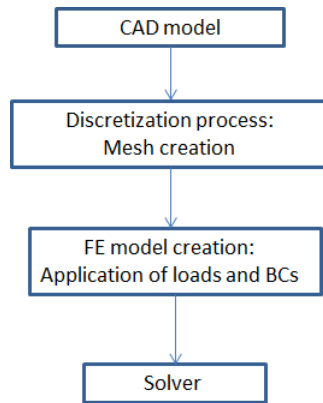 CAD model
Discretization process:
Mesh creation
FE model creation:
Application of loads and BCs
Solver